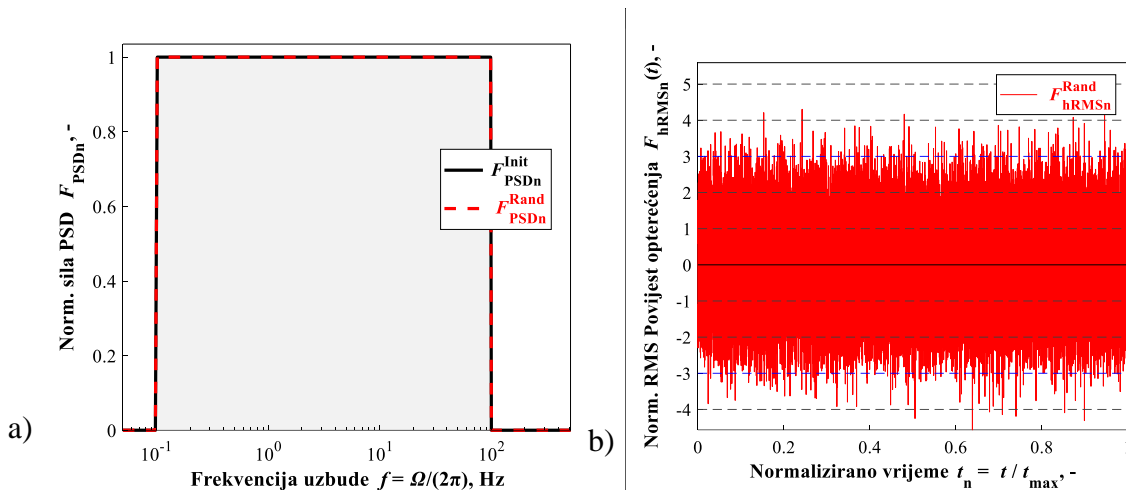 a)
Norm. sila PSD F_PSDn, -
1
0.8
0.6
0.4
0.2
0
F^Init_PSDn
F^Rand_PSDn
10^-1 10^0 10^1 10^2
Frekvencija uzbude f = Ω/(2π), Hz
b)
Norm. RMS Povijest opterećenja F_hRMSn(t), -
5
4
3
2
1
0
-1
-2
-3
-4
F^Rand_hRMSn
0 0.2 0.4 0.6 0.8 1
Normalizirano vrijeme t_n = t / t_max, -